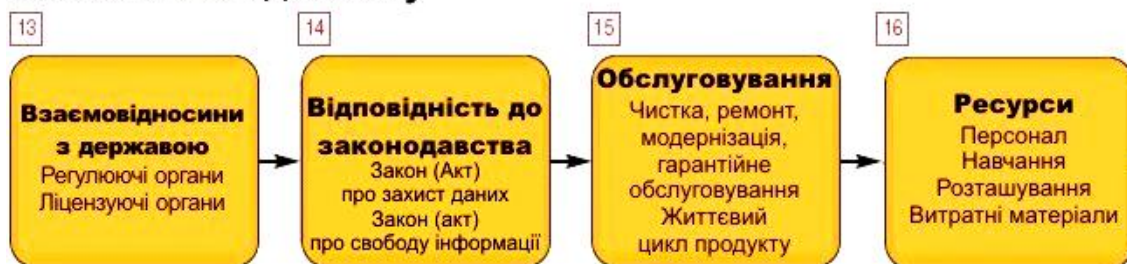 13
14
15
16
Взаємовідносини
з державою
Регулюючі органи
Ліцензуючі органи
Відповідність до
законодавства
Закон (Акт)
про захист даних
Закон (акт)
про свободу інформації
Обслуговування
Чистка, ремонт,
модернізація,
гарантійне
обслуговування
Життєвий
цикл продукту
Ресурси
Персонал
Навчання
Розташування
Витратні матеріали